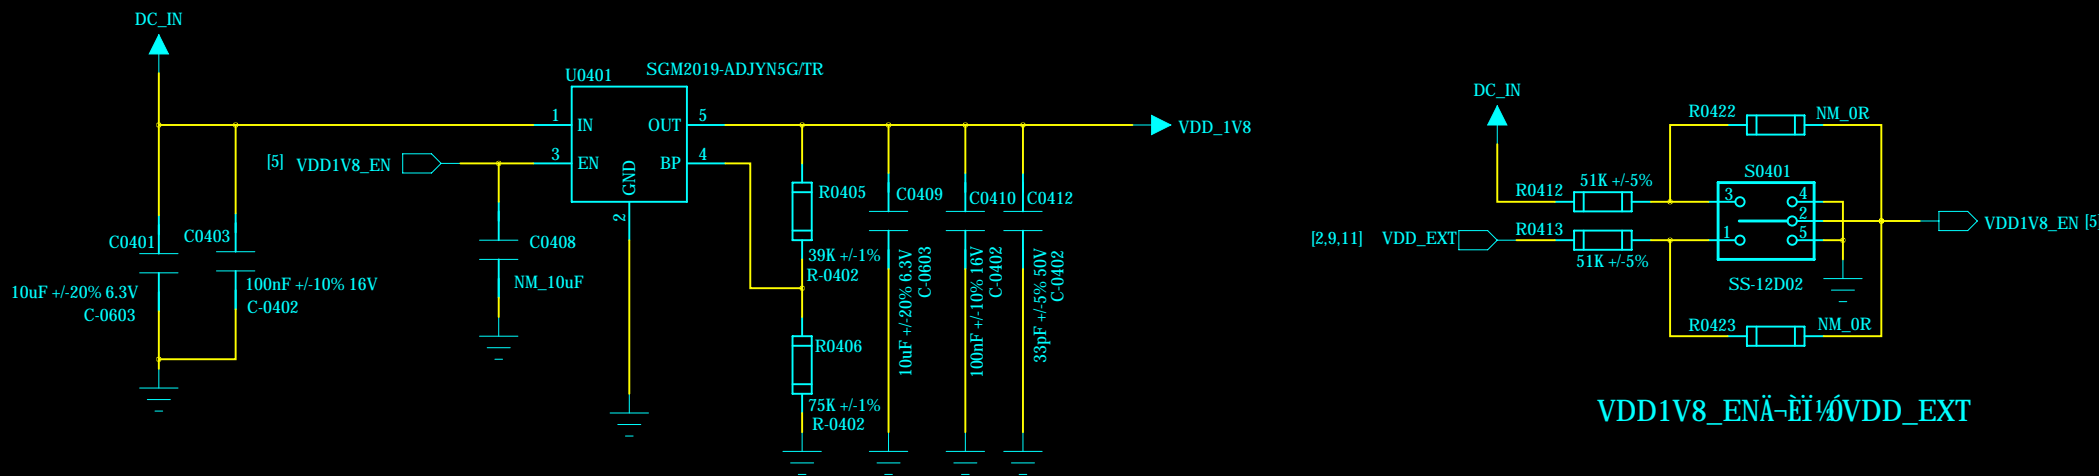 DC_IN
U0401
SGM2019-ADJYN5G/TR
1
IN
OUT
5
VDD_1V8
[5]
VDD1V8_EN
3
EN
BP
4
GND
2
C0401
10uF +/-20% 6.3V
C-0603
C0403
100nF +/-10% 16V
C-0402
C0408
NM_10uF
R0405
39K +/-1%
R-0402
R0406
75K +/-1%
R-0402
C0409
10uF +/-20% 6.3V
C-0603
C0410
100nF +/-10% 16V
C-0402
C0412
33pF +/-5% 50V
C-0402
DC_IN
R0422
NM_0R
R0412
51K +/-5%
S0401
3
4
2
1
5
SS-12D02
[2,9,11]
VDD_EXT
R0413
51K +/-5%
VDD1V8_EN
[5]
R0423
NM_0R
VDD1V8_ENÄ¬ÈÏ½ÓVDD_EXT